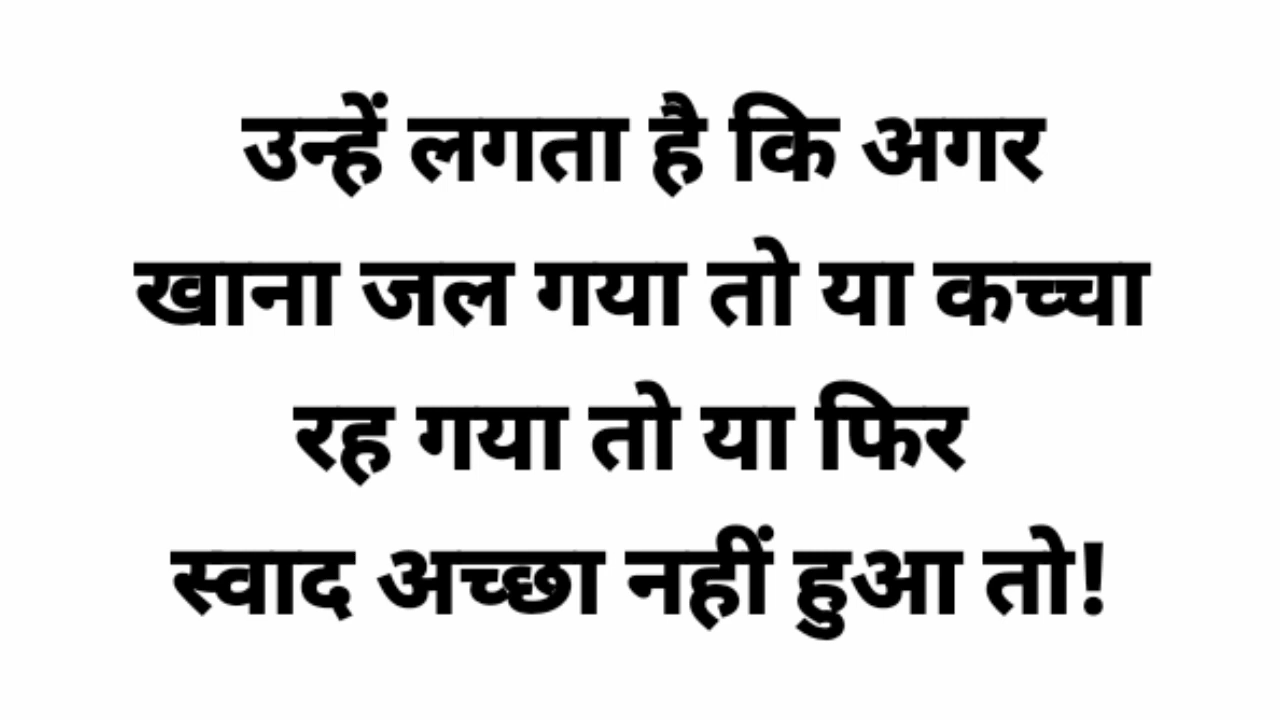 उन्हें लगता है कि अगर
खाना जल गया तो या कच्चा
रह गया तो या फिर
स्वाद अच्छा नहीं हुआ तो!